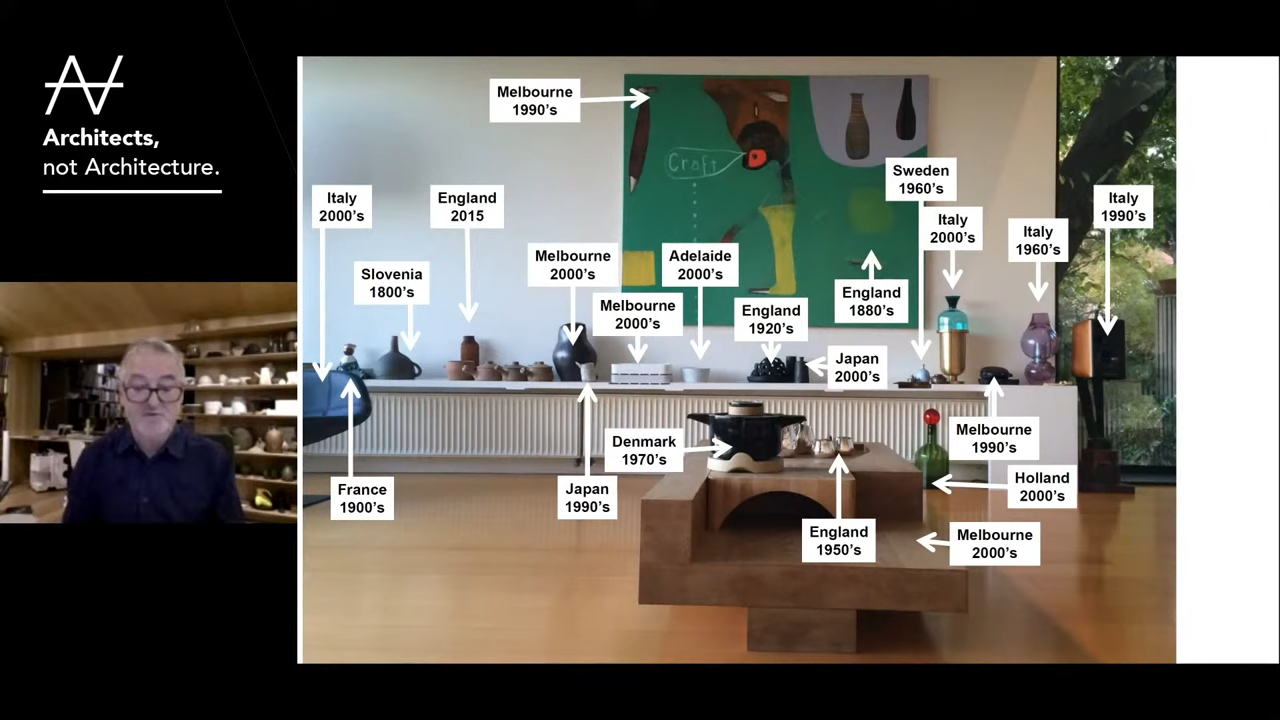 Architects,
not Architecture.
Melbourne
1990's
Craft
Sweden
1960's
Italy
2000's
England
2015
Italy
2000's
Italy
1990's
Italy
1960's
Melbourne
2000's
Adelaide
2000's
Slovenia
1800's
England
1880's
Melbourne
2000's
England
1920's
Japan
2000's
Denmark
1970's
Melbourne
1990's
France
1900's
Japan
1990's
Holland
2000's
England
1950's
Melbourne
2000's